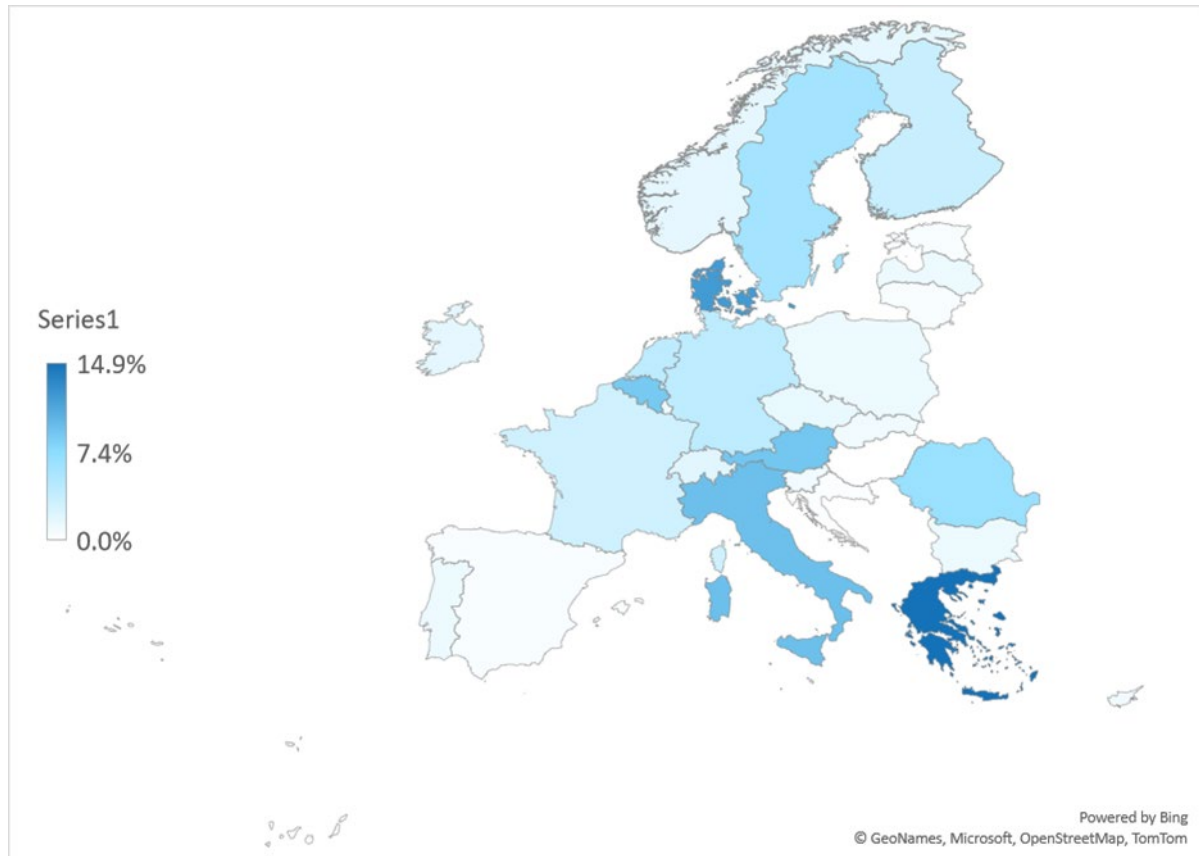 Series1
14.9%
7.4%
0.0%
Powered by Bing
© GeoNames, Microsoft, OpenStreetMap, TomTom